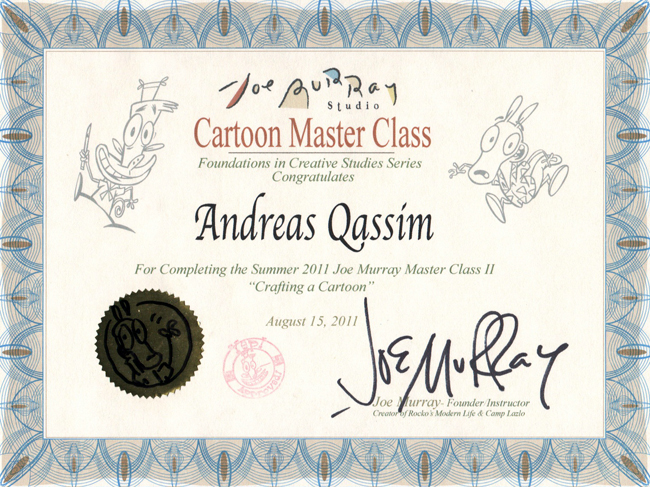 Joe Murray
Studio
Cartoon Master Class
Foundations in Creative Studies Series
Congratulates
Andreas Qassim
For Completing the Summer 2011 Joe Murray Master Class II
"Crafting a Cartoon"
August 15, 2011
Joe Murray
Joe Murray- Founder/Instructor
Creator of Rocko's Modern Life & Camp Lazlo